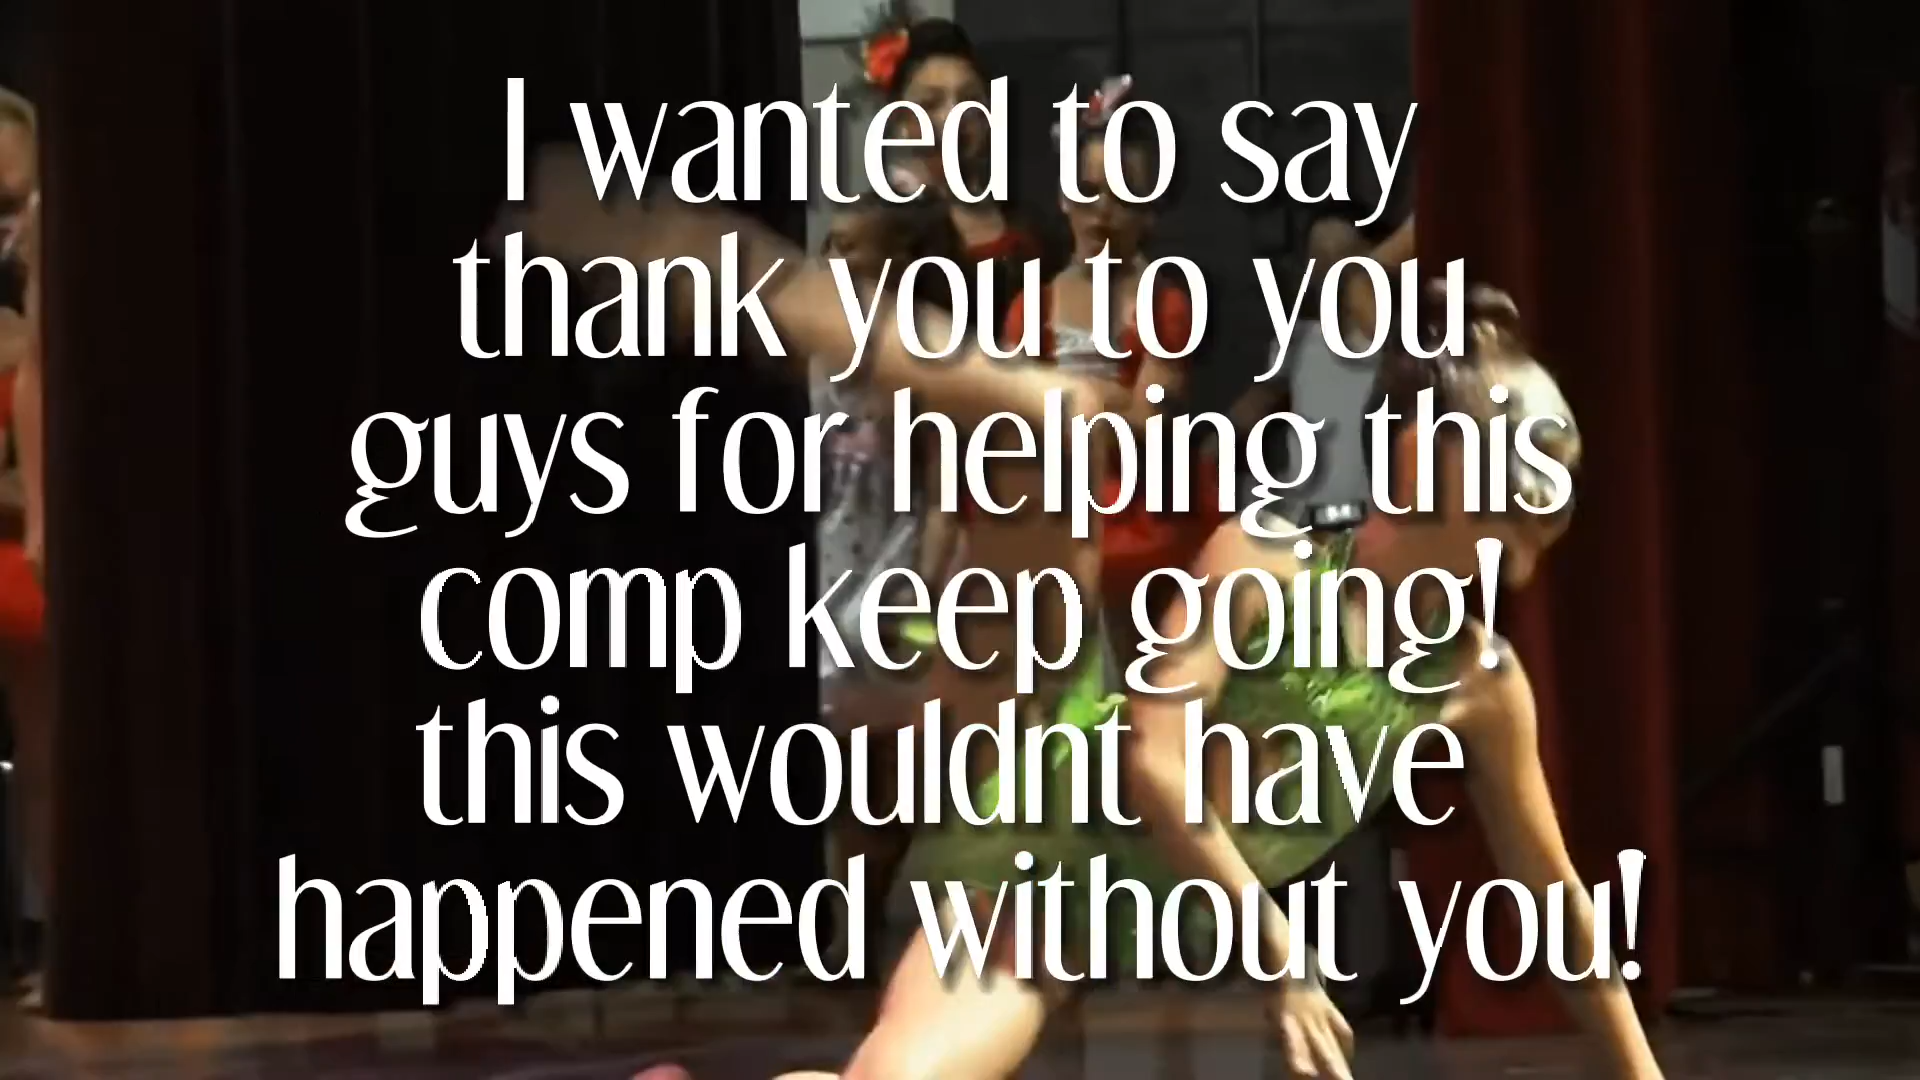 I wanted to say
thank you to you
guys for helping this
comp keep going!
this wouldnt have
happened without you!